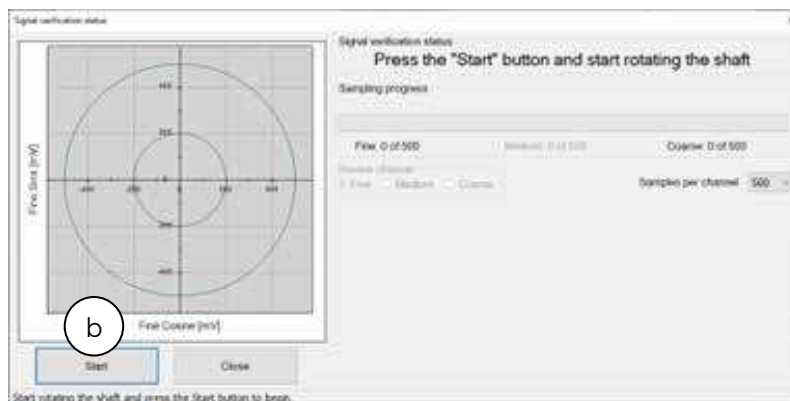 Signal verification status
Signal verification status
Press the "Start" button and start rotating the shaft
Sampling progress
Fine: 0 of 500 Medium: 0 of 500 Coarse: 0 of 500
Fine Medium Coarse
Samples per channel 500
Fine Sine [mV]
Fine Cosine [mV]
b
Start Close
Start rotating the shaft and press the Start button to begin.